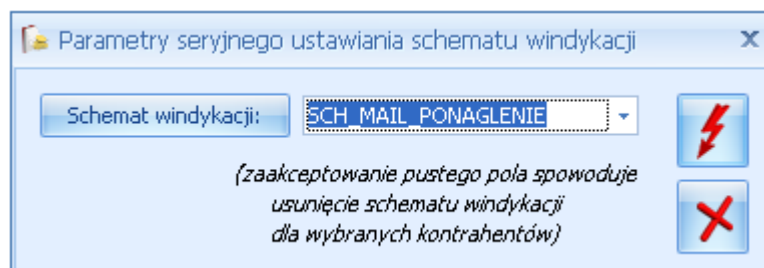 Parametry seryjnego ustawiania schematu windykacji
Schemat windykacji: SCH_MAIL_PONAGLENIE
(zaakceptowanie pustego pola spowoduje
usunięcie schematu windykacji
dla wybranych kontrahentów)